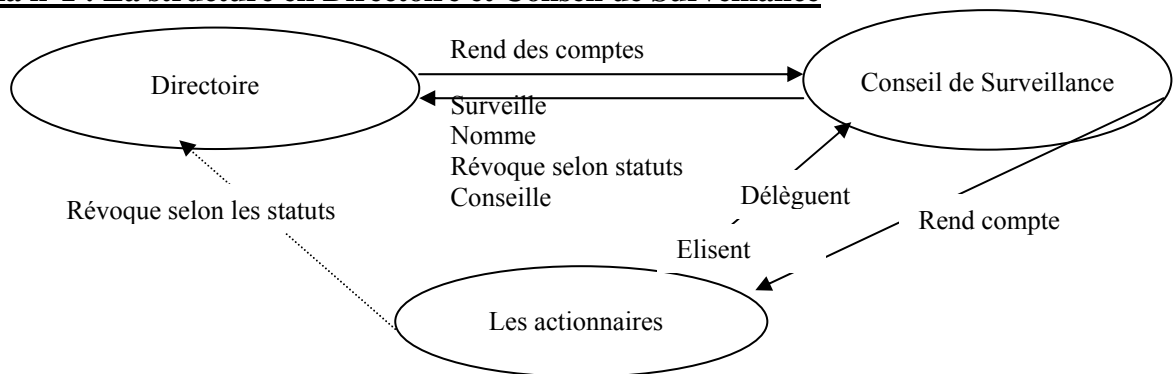 La structure en Directoire et Conseil de Surveillance
Rend des comptes
Directoire
Conseil de Surveillance
Surveille
Nomme
Révoque selon statuts
Conseille
Délèguent
Révoque selon les statuts
Rend compte
Elisent
Les actionnaires